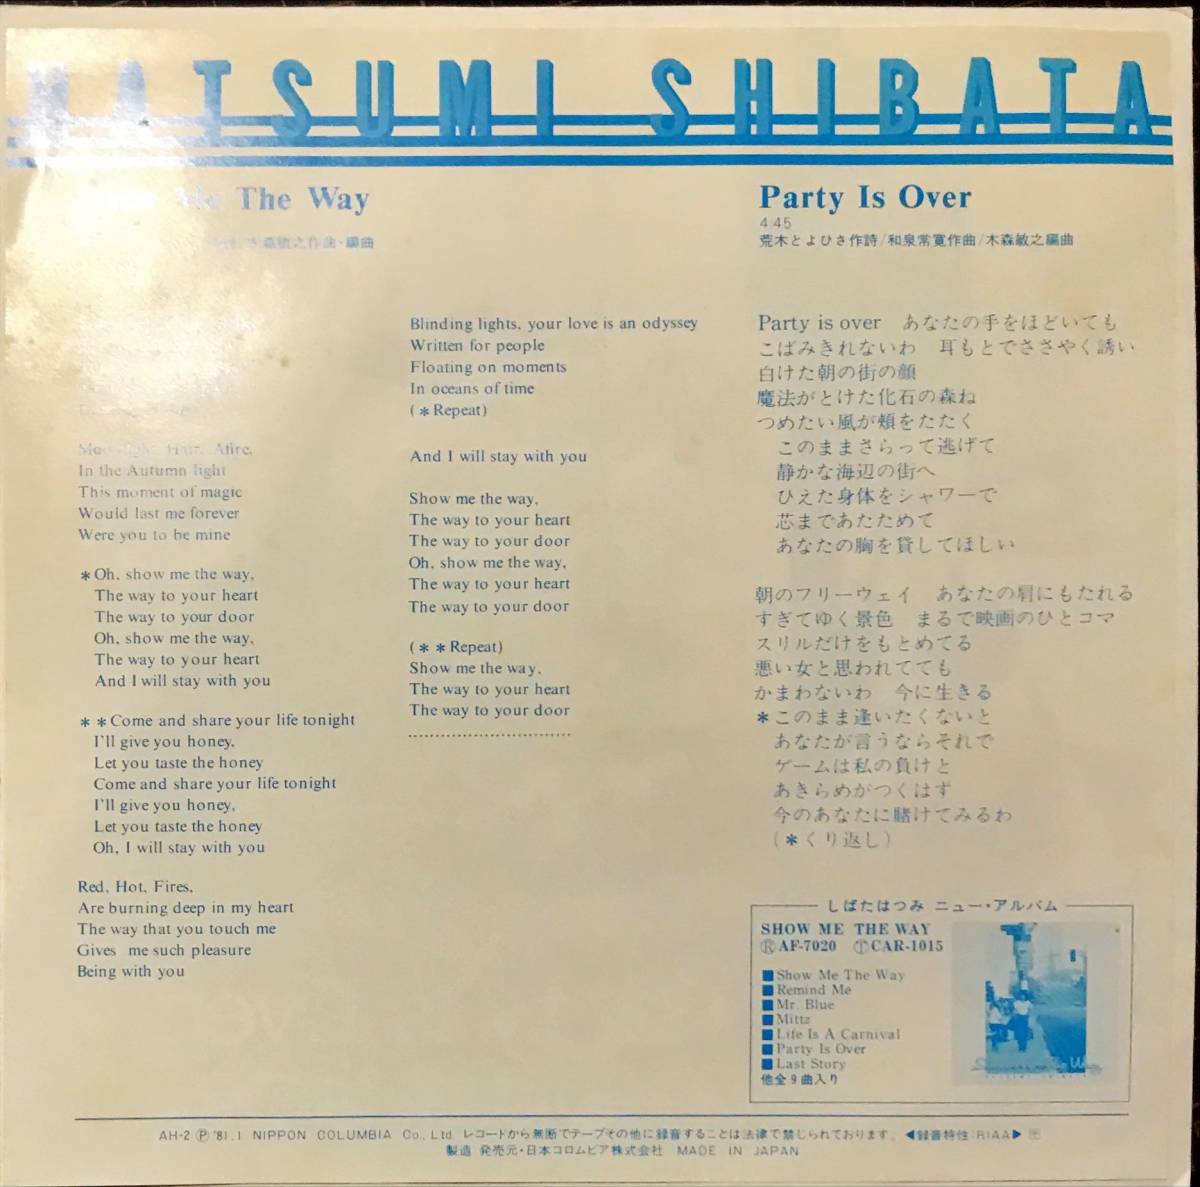 HATSUMI SHIBATA
Me The Way
木森敏之作曲・編曲
Moonlight, Hair, Afire,
In the Autumn light
This moment of magic
Would last me forever
Were you to be mine
＊Oh, show me the way,
The way to your heart
The way to your door
Oh, show me the way,
The way to your heart
And I will stay with you
＊＊Come and share your life tonight
I'll give you honey,
Let you taste the honey
Come and share your life tonight
I'll give you honey,
Let you taste the honey
Oh, I will stay with you
Red, Hot, Fires,
Are burning deep in my heart
The way that you touch me
Gives me such pleasure
Being with you
Blinding lights, your love is an odyssey
Written for people
Floating on moments
In oceans of time
(＊Repeat)
And I will stay with you
Show me the way,
The way to your heart
The way to your door
Oh, show me the way,
The way to your heart
The way to your door
(＊＊Repeat)
Show me the way,
The way to your heart
The way to your door
Party Is Over
4'45
荒木とよひさ作詩/和泉常寛作曲/木森敏之編曲
Party is over あなたの手をほどいても
こばみきれないわ 耳もとでささやく誘い
白けた朝の街の顔
魔法がとけた化石の森ね
つめたい風が頬をたたく
このままさらって逃げて
静かな海辺の街へ
ひえた身体をシャワーで
芯まであたためて
あなたの胸を貸してほしい
朝のフリーウェイ あなたの肩にもたれる
すぎてゆく景色 まるで映画のひとコマ
スリルだけをもとめてる
悪い女と思われてても
かまわないわ 今に生きる
＊このまま逢いたくないと
あなたが言うならそれで
ゲームは私の負けと
あきらめがつくはず
今のあなたに賭けてみるわ
(＊くり返し)
しばたはつみ ニュー・アルバム
SHOW ME THE WAY
Ⓡ AF-7020 Ⓣ CAR-1015
■Show Me The Way
■Remind Me
■Mr. Blue
■Mittz
■Life Is A Carnival
■Party Is Over
■Last Story
他全9曲入り
AH-2 Ⓟ '81.1 NIPPON COLUMBIA Co., Ltd. レコードから無断でテープその他に録音することは法律で禁じられております。◀録音特性:RIAA▶
製造 発売元・日本コロムビア株式会社 MADE IN JAPAN